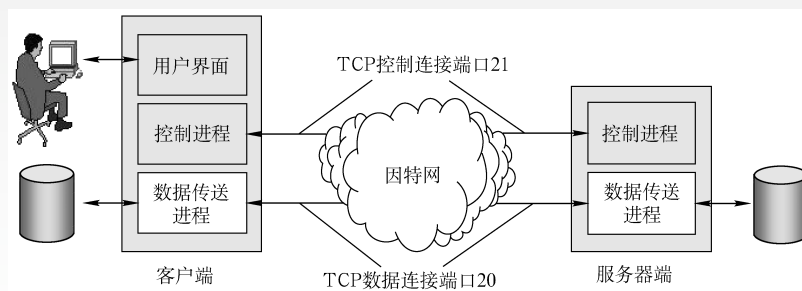 用户界面
TCP控制连接端口21
控制进程
控制进程
因特网
数据传送
进程
数据传送
进程
客户端
TCP数据连接端口20
服务器端